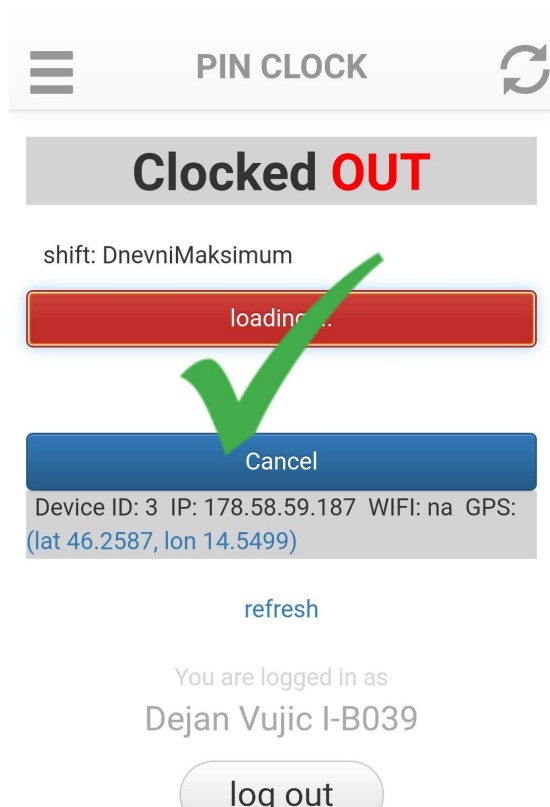 PIN CLOCK
Clocked OUT
shift: DnevniMaksimum
loading...
Cancel
Device ID: 3 IP: 178.58.59.187 WIFI: na GPS:
(lat 46.2587, lon 14.5499)
refresh
You are logged in as
Dejan Vujic I-B039
log out